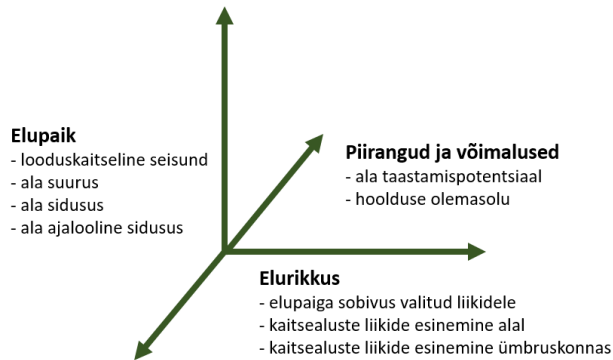 Elupaik
- looduskaitseline seisund
- ala suurus
- ala sidusus
- ala ajalooline sidusus
Piirangud ja võimalused
- ala taastamispotentsiaal
- hoolduse olemasolu
Elurikkus
- elupaiga sobivus valitud liikidele
- kaitsealuste liikide esinemine alal
- kaitsealuste liikide esinemine ümbruskonnas